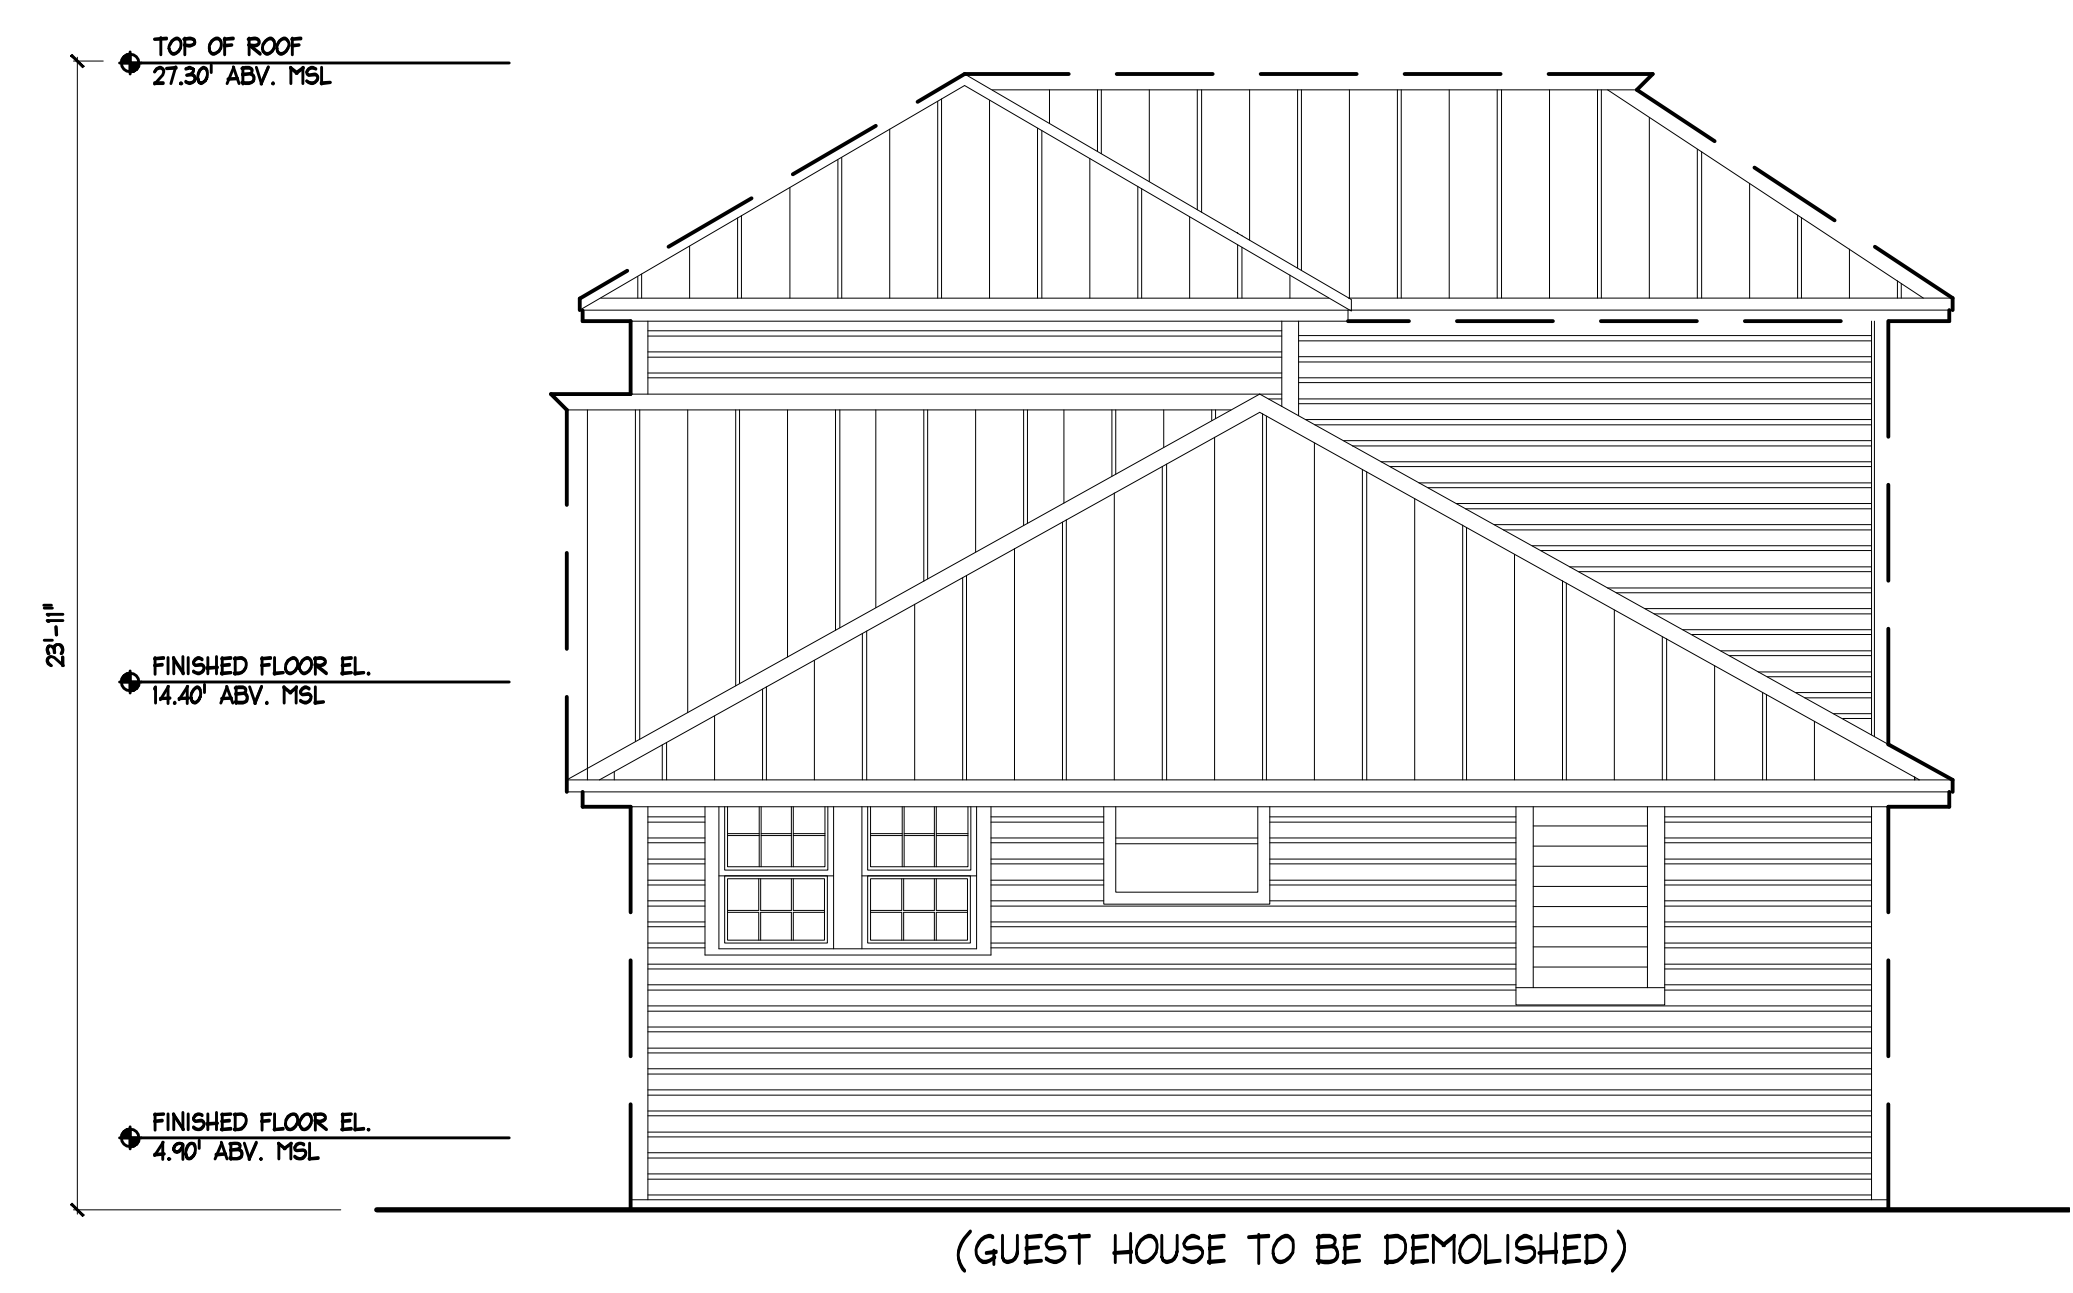 TOP OF ROOF
27.30' ABV. MSL
23'-11"
FINISHED FLOOR EL.
14.40' ABV. MSL
FINISHED FLOOR EL.
4.90' ABV. MSL
(GUEST HOUSE TO BE DEMOLISHED)